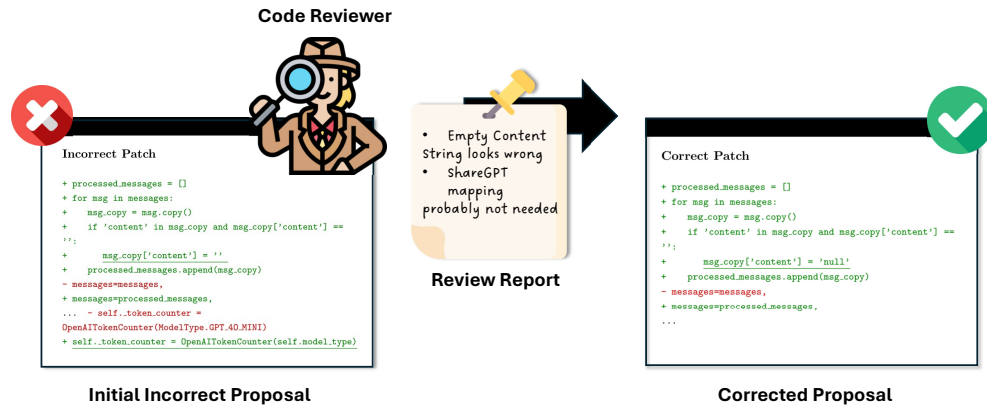 Code Reviewer
Incorrect Patch
+ processed_messages = []
+ for msg in messages:
+ msg_copy = msg.copy()
+ if 'content' in msg_copy and msg_copy['content'] ==
'':
+ msg_copy['content'] = ''
+ processed_messages.append(msg_copy)
- messages=messages,
+ messages=processed_messages,
... - self._token_counter =
OpenAITokenCounter(ModelType.GPT_4O_MINI)
+ self._token_counter = OpenAITokenCounter(self.model_type)
Initial Incorrect Proposal
• Empty Content
String looks wrong
• ShareGPT
mapping
probably not needed
Review Report
Correct Patch
+ processed_messages = []
+ for msg in messages:
+ msg_copy = msg.copy()
+ if 'content' in msg_copy and msg_copy['content'] ==
'':
+ msg_copy['content'] = 'null'
+ processed_messages.append(msg_copy)
- messages=messages,
+ messages=processed_messages,
...
Corrected Proposal